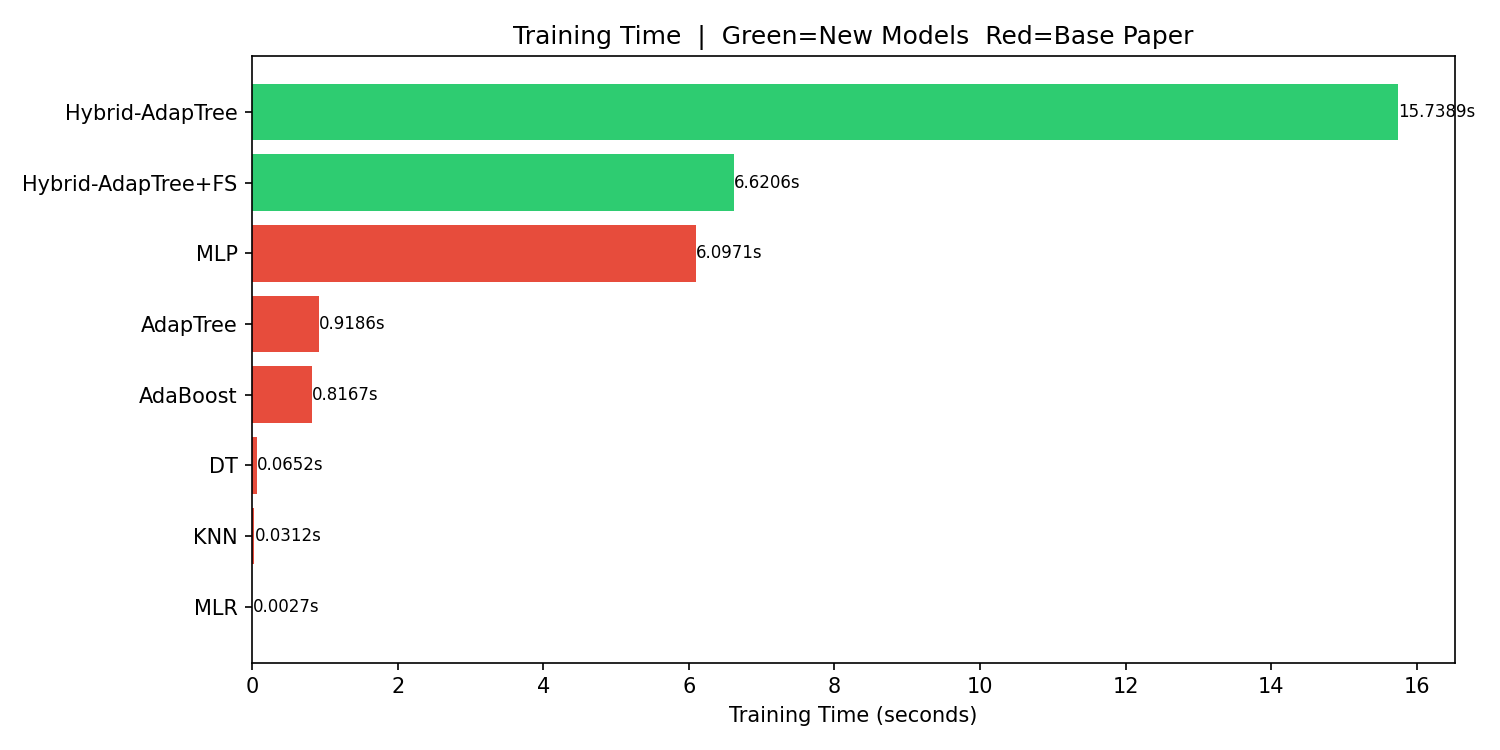 Training Time | Green=New Models Red=Base Paper
Hybrid-AdapTree 15.7389s
Hybrid-AdapTree+FS 6.6206s
MLP 6.0971s
AdapTree 0.9186s
AdaBoost 0.8167s
DT 0.0652s
KNN 0.0312s
MLR 0.0027s
0 2 4 6 8 10 12 14 16
Training Time (seconds)